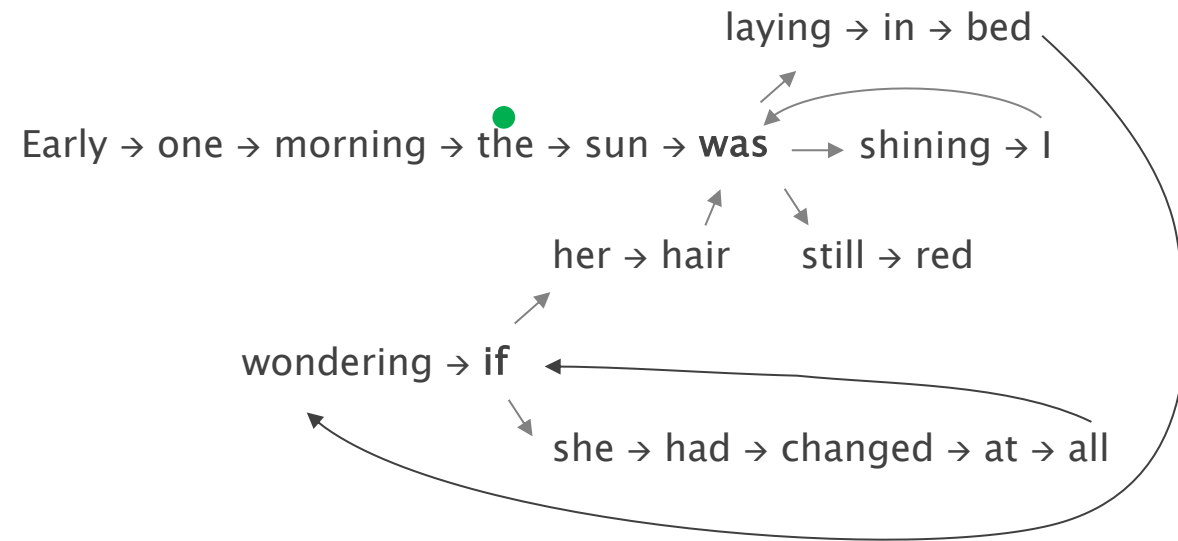 laying → in → bed
Early → one → morning → the → sun → was → shining → I
her → hair still → red
wondering → if
she → had → changed → at → all